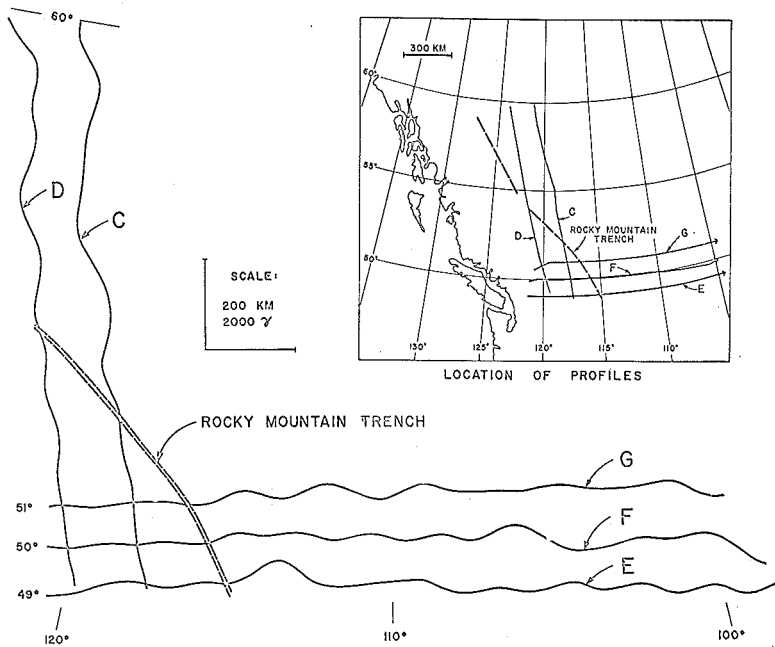 60°
D
C
SCALE:
200 KM
2000 γ
300 KM
60°
55°
50°
C
D
ROCKY MOUNTAIN
TRENCH
G
F
E
130°
125°
120°
115°
110°
LOCATION OF PROFILES
ROCKY MOUNTAIN TRENCH
G
51°
F
50°
E
49°
120°
110°
100°